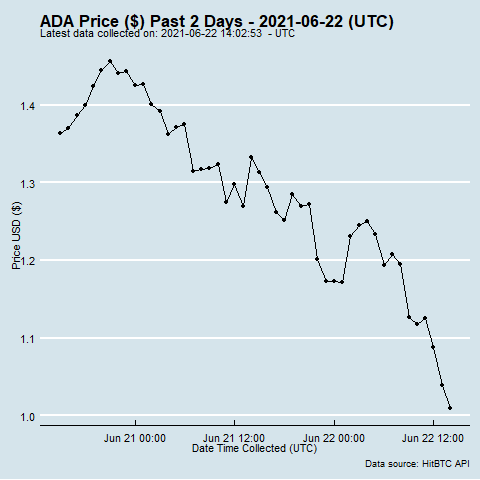 ADA Price ($) Past 2 Days - 2021-06-22 (UTC)
Latest data collected on: 2021-06-22 14:02:53 - UTC
Price USD ($)
1.4
1.3
1.2
1.1
1.0
Jun 21 00:00
Jun 21 12:00
Jun 22 00:00
Jun 22 12:00
Date Time Collected (UTC)
Data source: HitBTC API